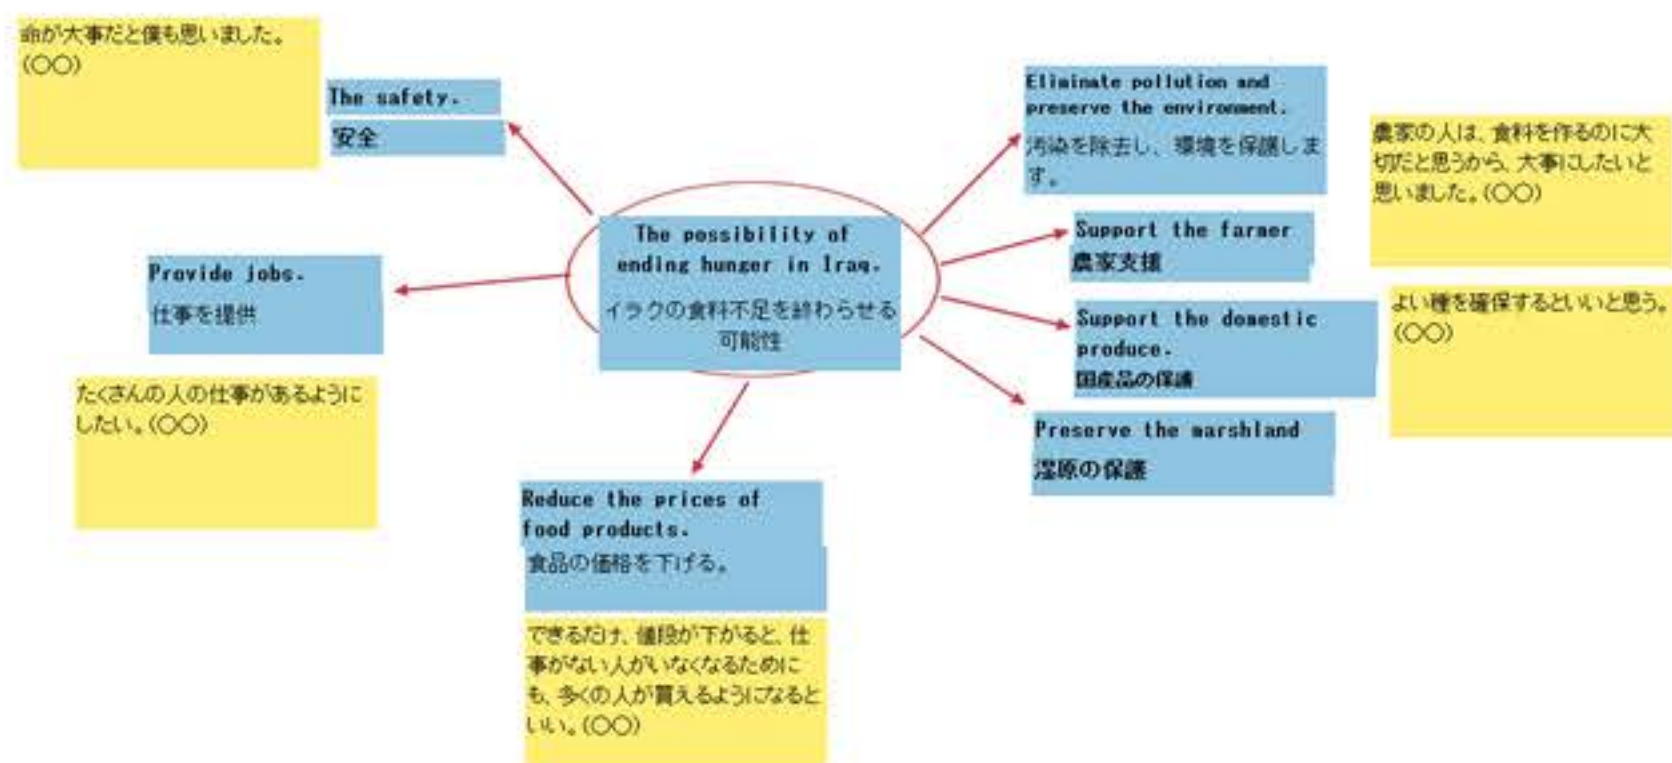 命が大事だと僕も思いました。
(〇〇)
The safety.
安全
Eliminate pollution and
preserve the environment.
汚染を除去し、環境を保護しま
す。
農家の人は、食料を作るのに大
切だと思うから、大事にしたいと
思いました。(〇〇)
The possibility of
ending hunger in Iraq.
イラクの食料不足を終わらせる
可能性
Support the farmer
農家支援
Provide jobs.
仕事を提供
Support the domestic
produce.
国産品の保護
よい種を確保するといいと思う。
(〇〇)
たくさんの人の仕事があるように
したい。(〇〇)
Preserve the marshland
湿原の保護
Reduce the prices of
food products.
食品の価格を下げる。
できるだけ、値段が下がると、仕
事がない人がいなくなるためにも
も、多くの人が買えるようになると
いい。(〇〇)